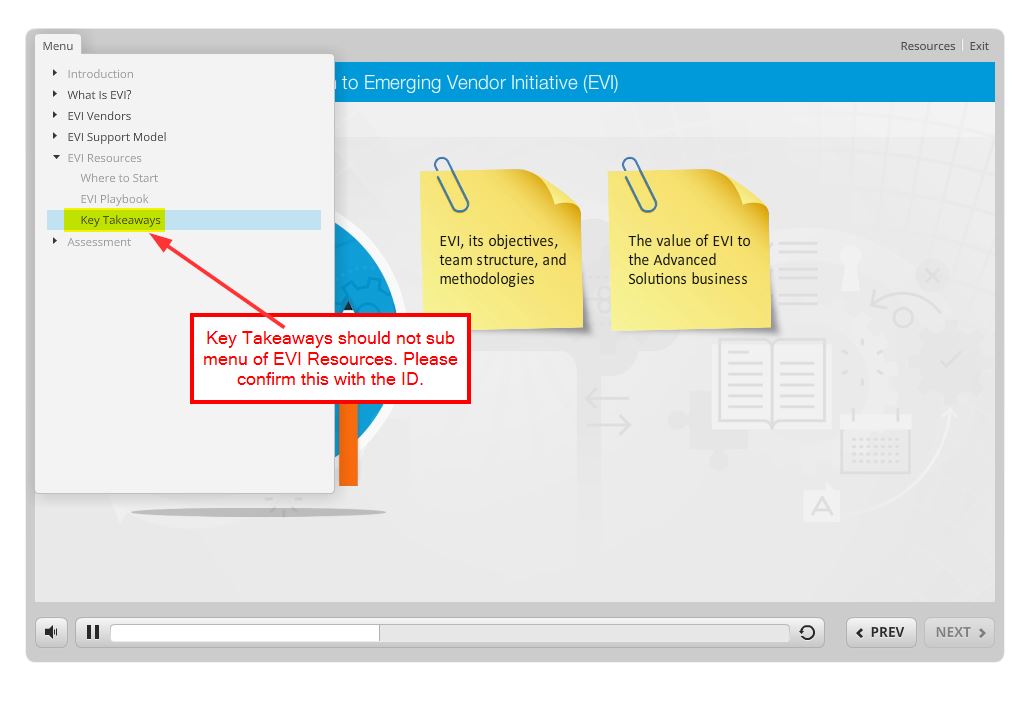 Menu
Resources
Exit
to Emerging Vendor Initiative (EVI)
Introduction
What Is EVI?
EVI Vendors
EVI Support Model
EVI Resources
Where to Start
EVI Playbook
Key Takeaways
Assessment
EVI, its objectives,
team structure, and
methodologies
The value of EVI to
the Advanced
Solutions business
Key Takeaways should not sub
menu of EVI Resources. Please
confirm this with the ID.
A
PREV
NEXT